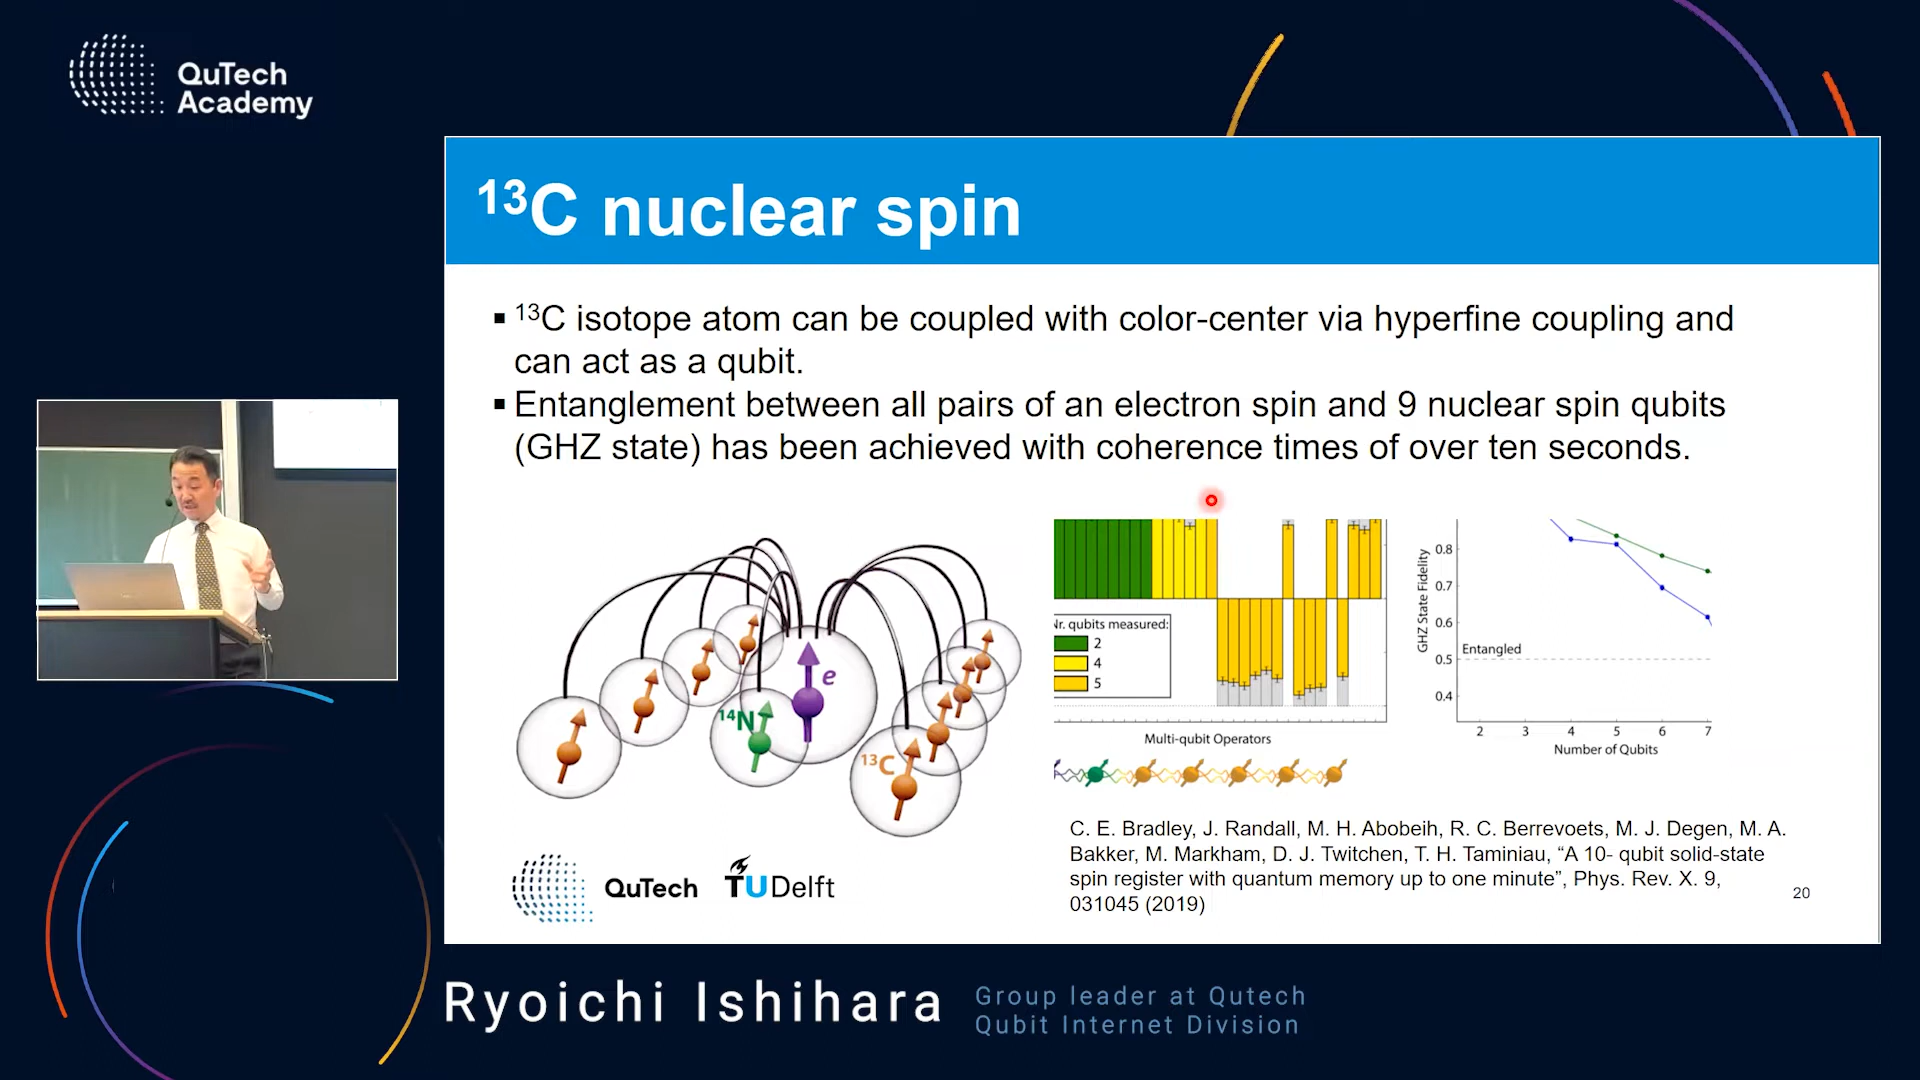 QuTech
Academy
¹³C nuclear spin
▪ ¹³C isotope atom can be coupled with color-center via hyperfine coupling and
can act as a qubit.
▪ Entanglement between all pairs of an electron spin and 9 nuclear spin qubits
(GHZ state) has been achieved with coherence times of over ten seconds.
e
¹⁴N
¹³C
Nr. qubits measured:
2
4
5
Multi-qubit Operators
GHZ State Fidelity
0.8
0.7
0.6
0.5
0.4
Entangled
2 3 4 5 6 7
Number of Qubits
C. E. Bradley, J. Randall, M. H. Abobeih, R. C. Berrevoets, M. J. Degen, M. A.
Bakker, M. Markham, D. J. Twitchen, T. H. Taminiau, “A 10- qubit solid-state
spin register with quantum memory up to one minute”, Phys. Rev. X. 9,
031045 (2019)
20
QuTech
TUDelft
Ryoichi Ishihara
Group leader at Qutech
Qubit Internet Division